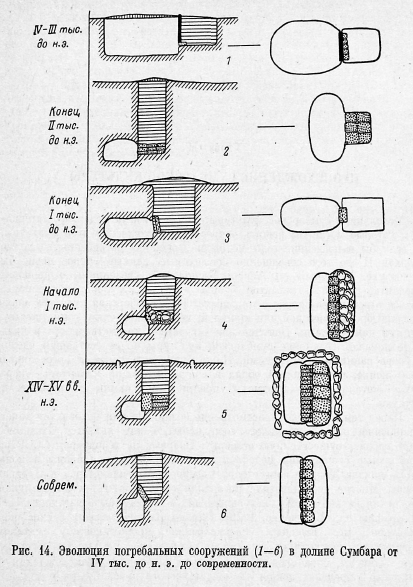 IV-III тыс.
до н.э.
1
Конец
II тыс.
до н.э.
2
Конец
I тыс.
до н.э.
3
Начало
I тыс.
н.э.
4
XIV-XV вв.
н.э.
5
Соврем.
6
Рис. 14. Эволюция погребальных сооружений (1—6) в долине Сумбара от
IV тыс. до н. э. до современности.